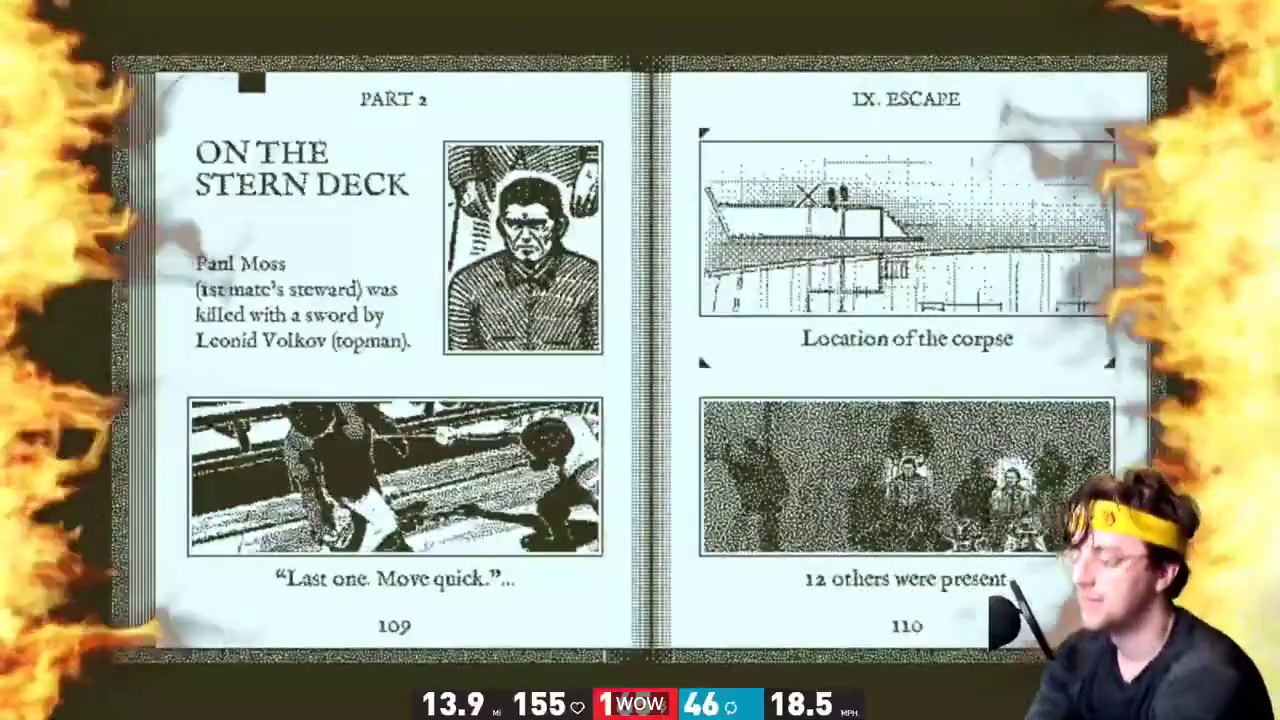 PART 2
ON THE
STERN DECK
Paul Moss
(1st mate's steward) was
killed with a sword by
Leonid Volkov (topman).
"Last one. Move quick."...
109
IX. ESCAPE
Location of the corpse
12 others were present
110
13.9 MI 155 WOW 46 18.5 MPH